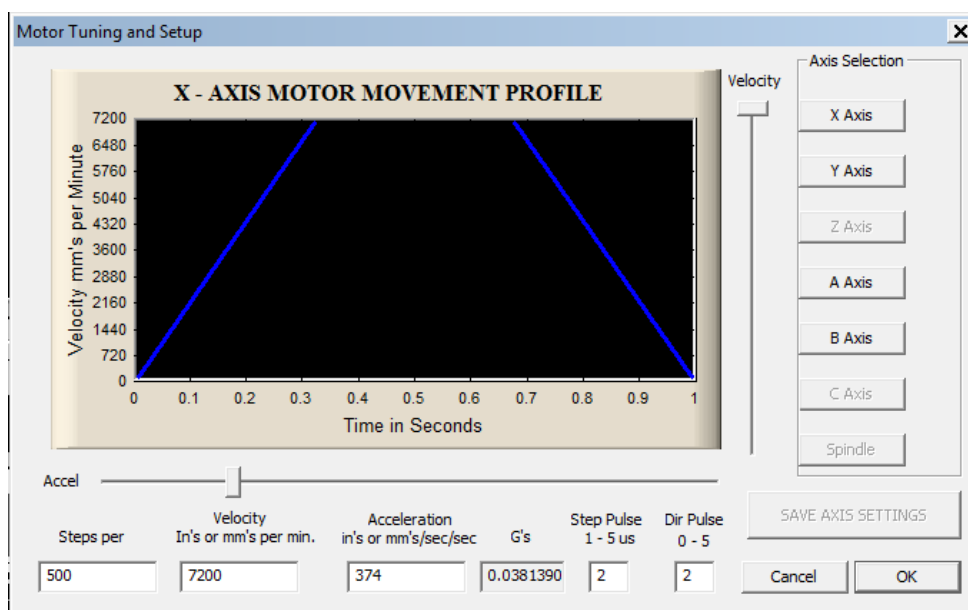 Motor Tuning and Setup
Axis Selection
X - AXIS MOTOR MOVEMENT PROFILE
Velocity
Velocity mm's per Minute
7200
6480
5760
5040
4320
3600
2880
2160
1440
720
0
0 0.1 0.2 0.3 0.4 0.5 0.6 0.7 0.8 0.9 1
Time in Seconds
X Axis
Y Axis
Z Axis
A Axis
B Axis
C Axis
Spindle
Accel
Steps per
Velocity
In's or mm's per min.
Acceleration
in's or mm's/sec/sec
G's
Step Pulse
1 - 5 us
Dir Pulse
0 - 5
500 7200 374 0.0381390 2 2
SAVE AXIS SETTINGS
Cancel OK